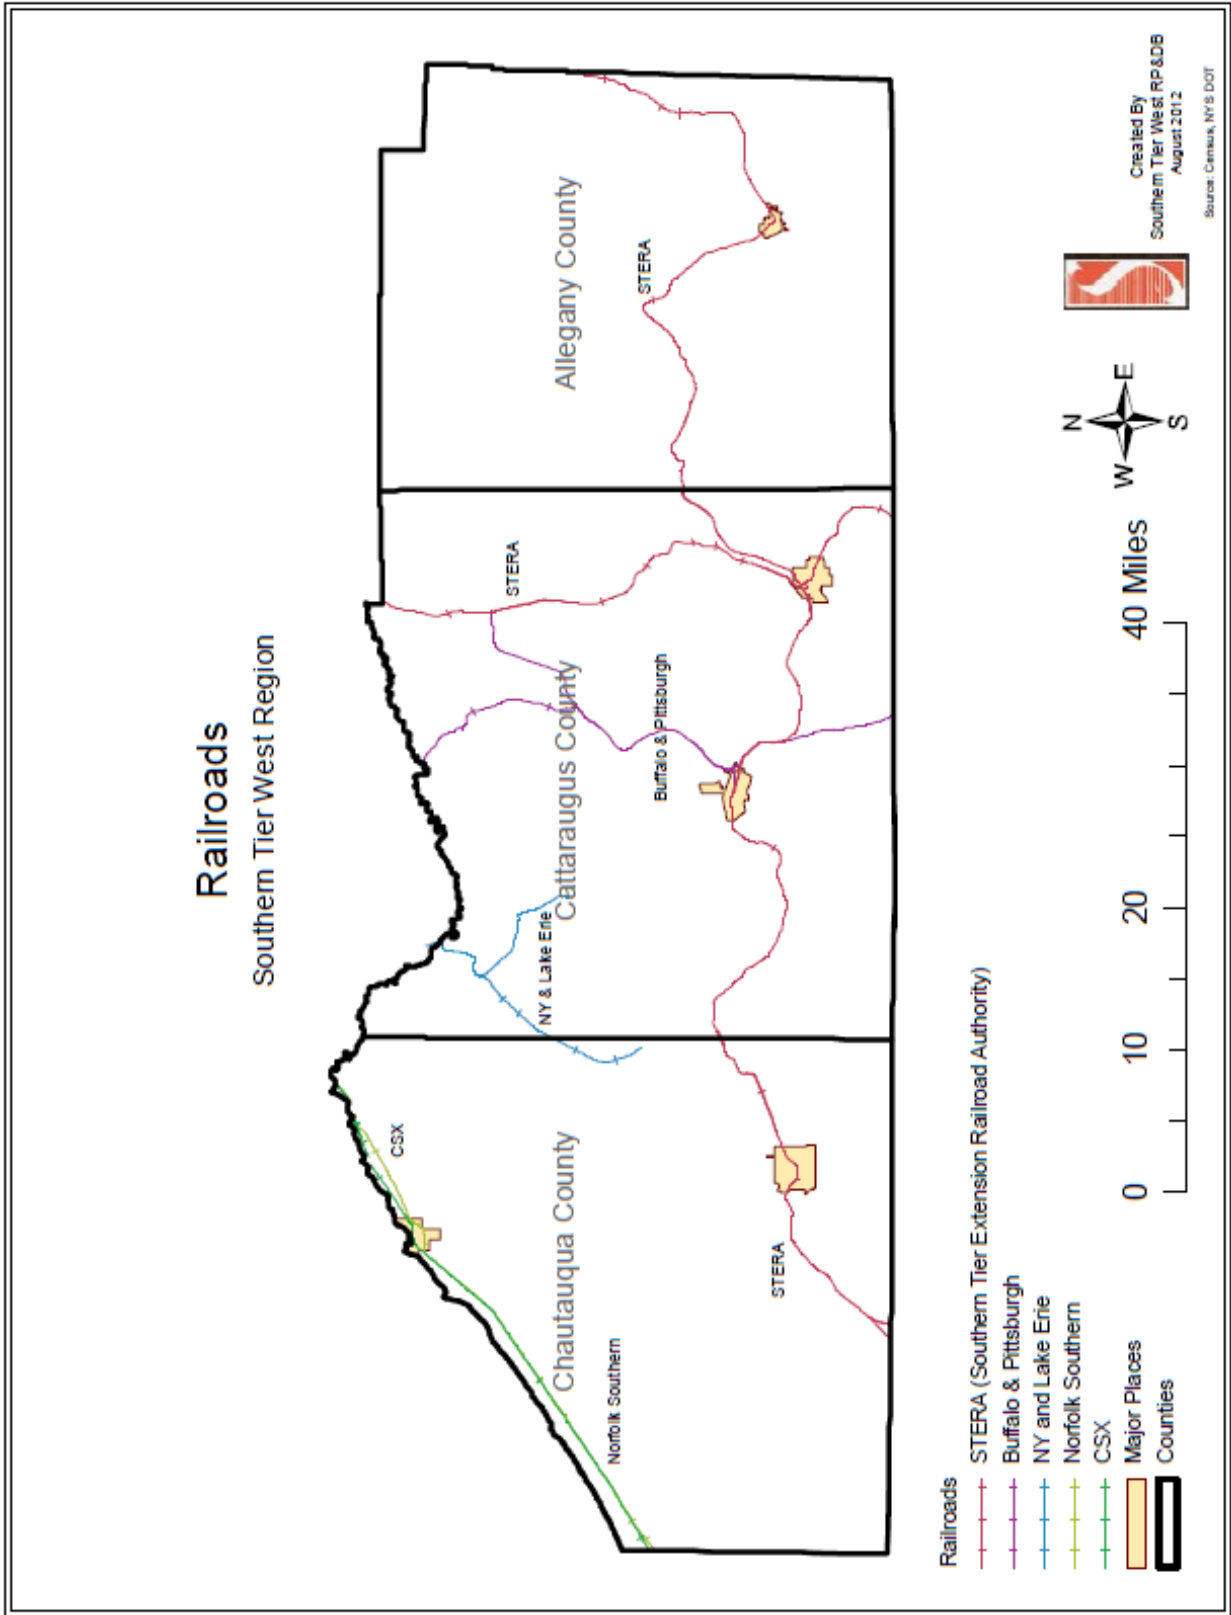 Railroads
Southern Tier West Region
CSX
Norfolk Southern
Chautauqua County
STERA
NY & Lake Erie
Cattaraugus County
Buffalo & Pittsburgh
STERA
Allegany County
STERA
Railroads
STERA (Southern Tier Extension Railroad Authority)
Buffalo & Pittsburgh
NY and Lake Erie
Norfolk Southern
CSX
Major Places
Counties
0 10 20 40 Miles
N
W E
S
Created By
Southern Tier West RP&DB
August 2012
Source: Census, NYS DOT